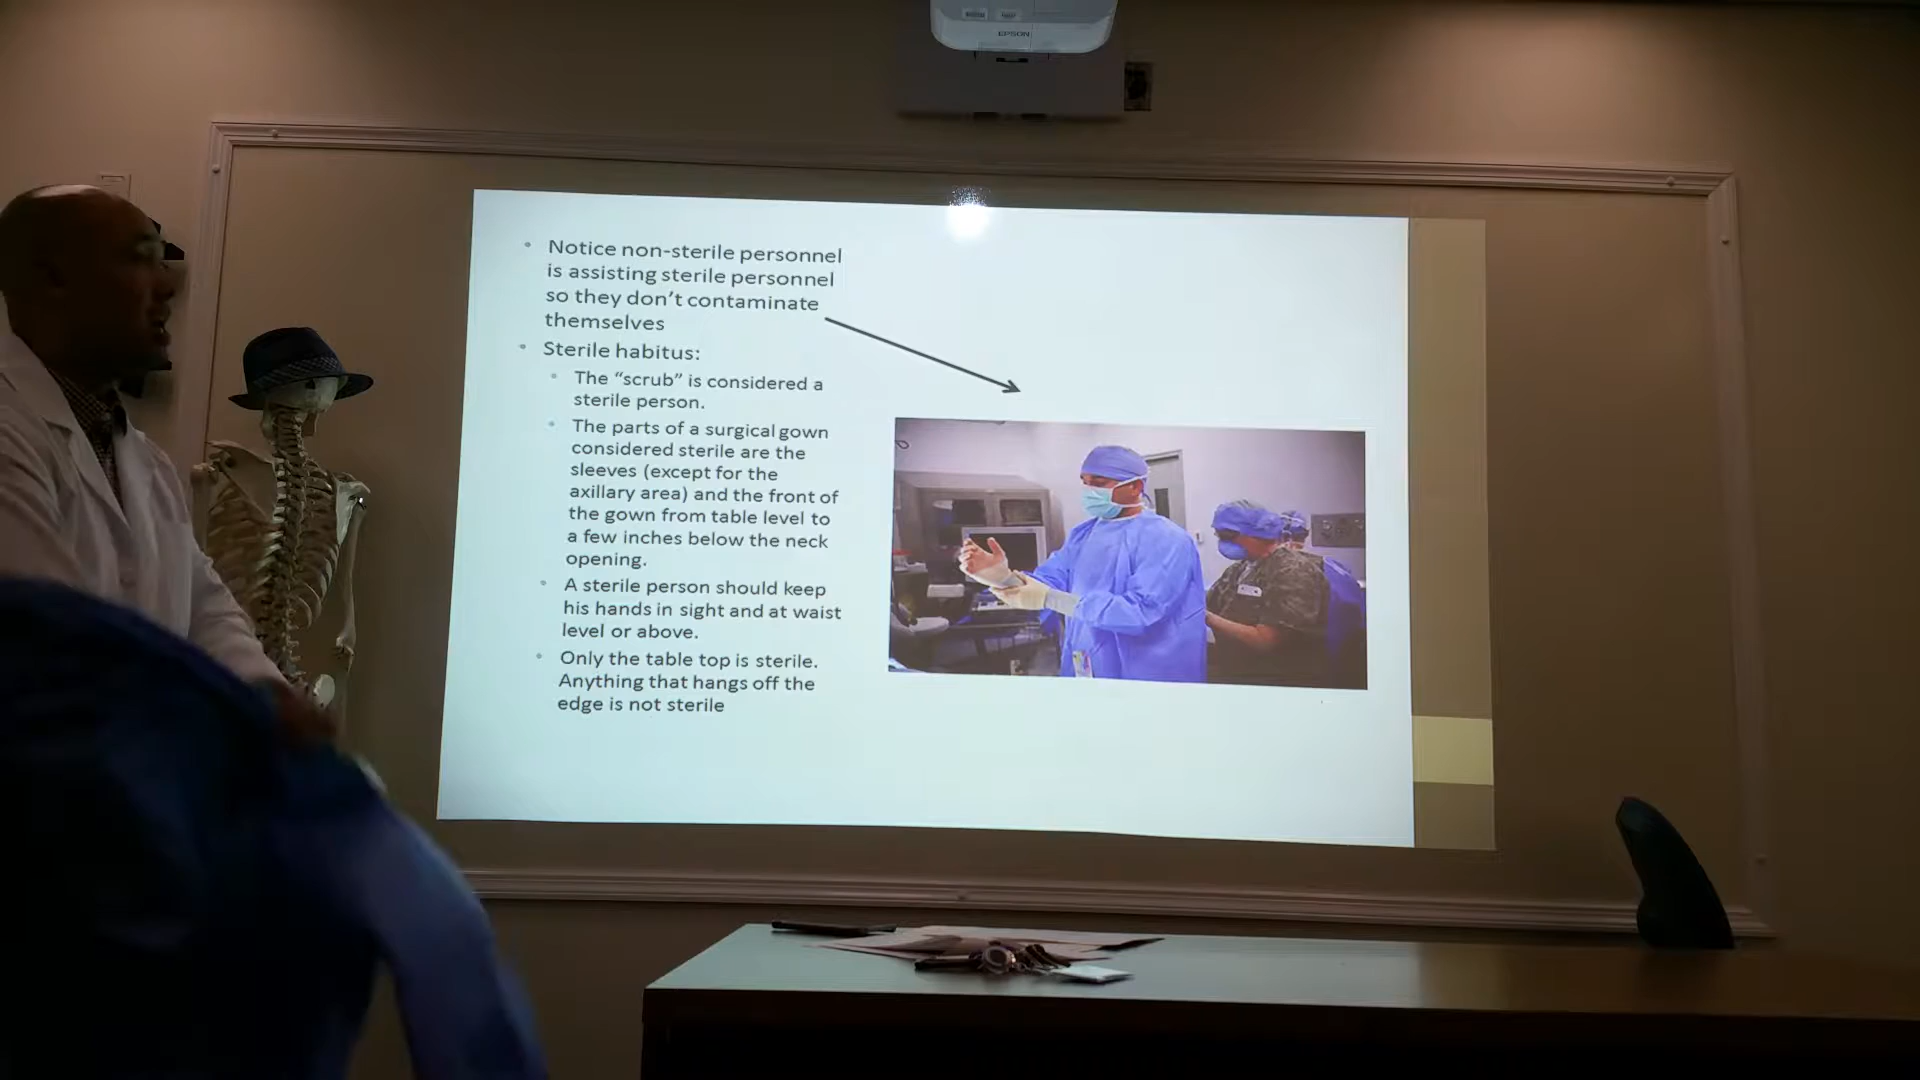 EPSON
Notice non-sterile personnel
is assisting sterile personnel
so they don't contaminate
themselves
Sterile habitus:
The “scrub” is considered a
sterile person.
The parts of a surgical gown
considered sterile are the
sleeves (except for the
axillary area) and the front of
the gown from table level to
a few inches below the neck
opening.
A sterile person should keep
his hands in sight and at waist
level or above.
Only the table top is sterile.
Anything that hangs off the
edge is not sterile